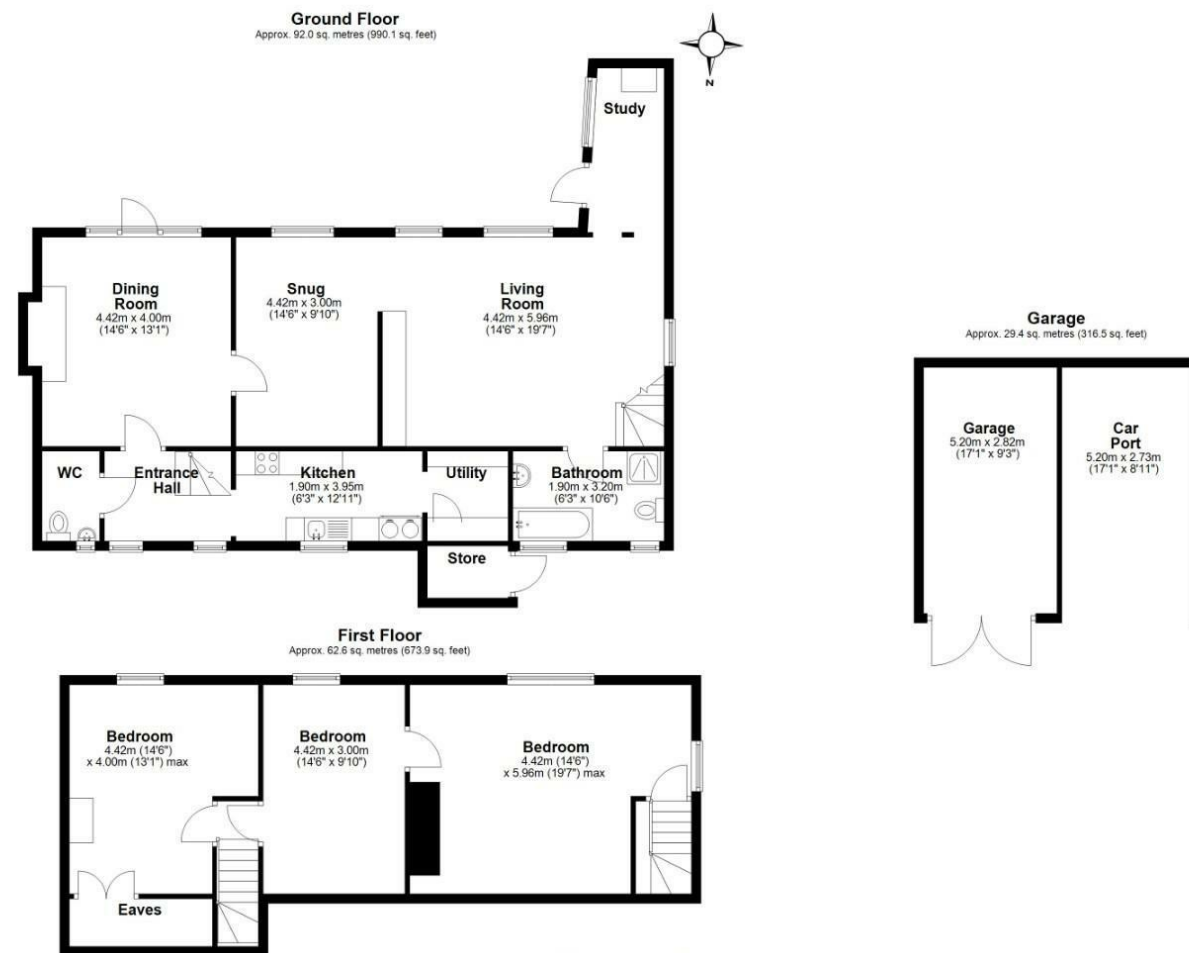 Ground Floor
Approx. 92.0 sq. metres (990.1 sq. feet)
N
Study
Dining
Room
4.42m x 4.00m
(14'6" x 13'1")
Snug
4.42m x 3.00m
(14'6" x 9'10")
Living
Room
4.42m x 5.96m
(14'6" x 19'7")
WC
Entrance
Hall
Kitchen
1.90m x 3.95m
(6'3" x 12'11")
Utility
Bathroom
1.90m x 3.20m
(6'3" x 10'6")
Store
Garage
Approx. 29.4 sq. metres (316.5 sq. feet)
Garage
5.20m x 2.82m
(17'1" x 9'3")
Car
Port
5.20m x 2.73m
(17'1" x 8'11")
First Floor
Approx. 62.6 sq. metres (673.9 sq. feet)
Bedroom
4.42m (14'6")
x 4.00m (13'1") max
Bedroom
4.42m x 3.00m
(14'6" x 9'10")
Bedroom
4.42m (14'6")
x 5.96m (19'7") max
Eaves